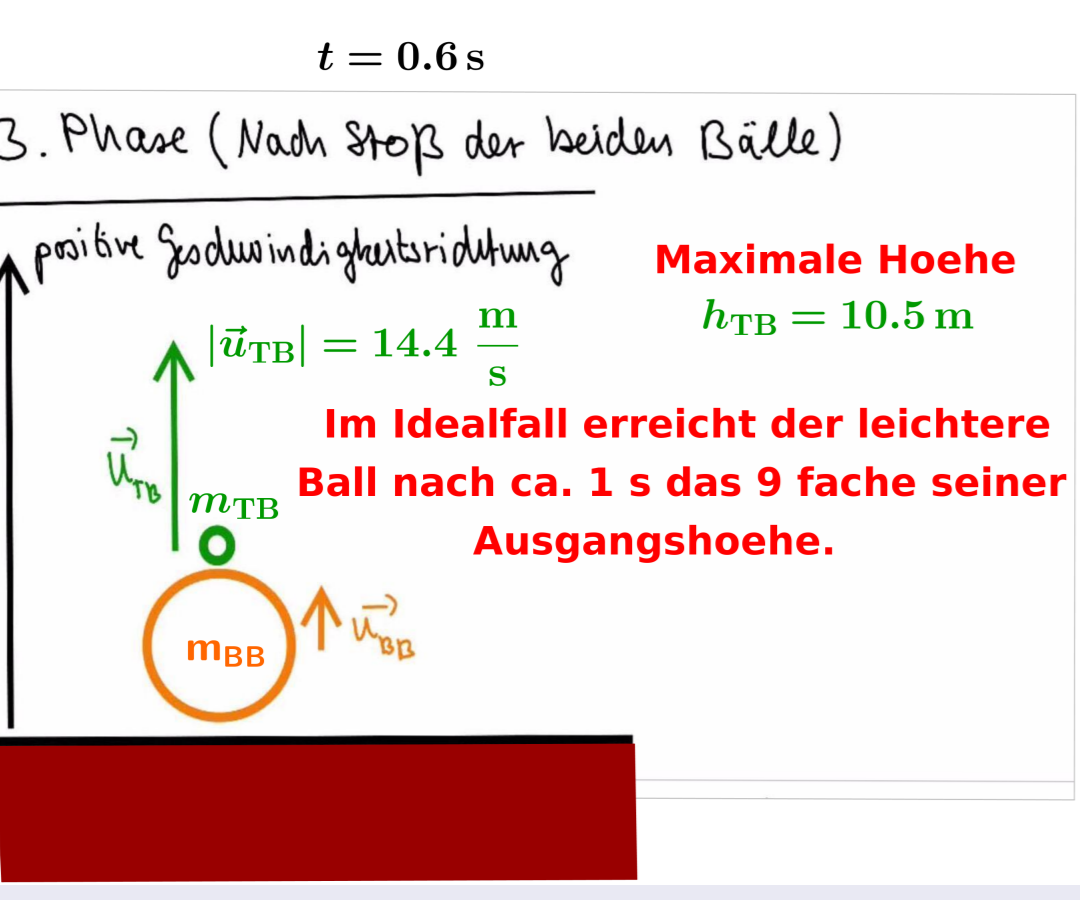 t = 0.6 s
3. Phase (Nach Stoß der beiden Bälle)
positive Geschwindigkeitsrichtung
Maximale Hoehe
h_TB = 10.5 m
|u⃗_TB| = 14.4 m/s
Im Idealfall erreicht der leichtere
Ball nach ca. 1 s das 9 fache seiner
Ausgangshoehe.
u⃗_TB
m_TB
u⃗_BB
m_BB